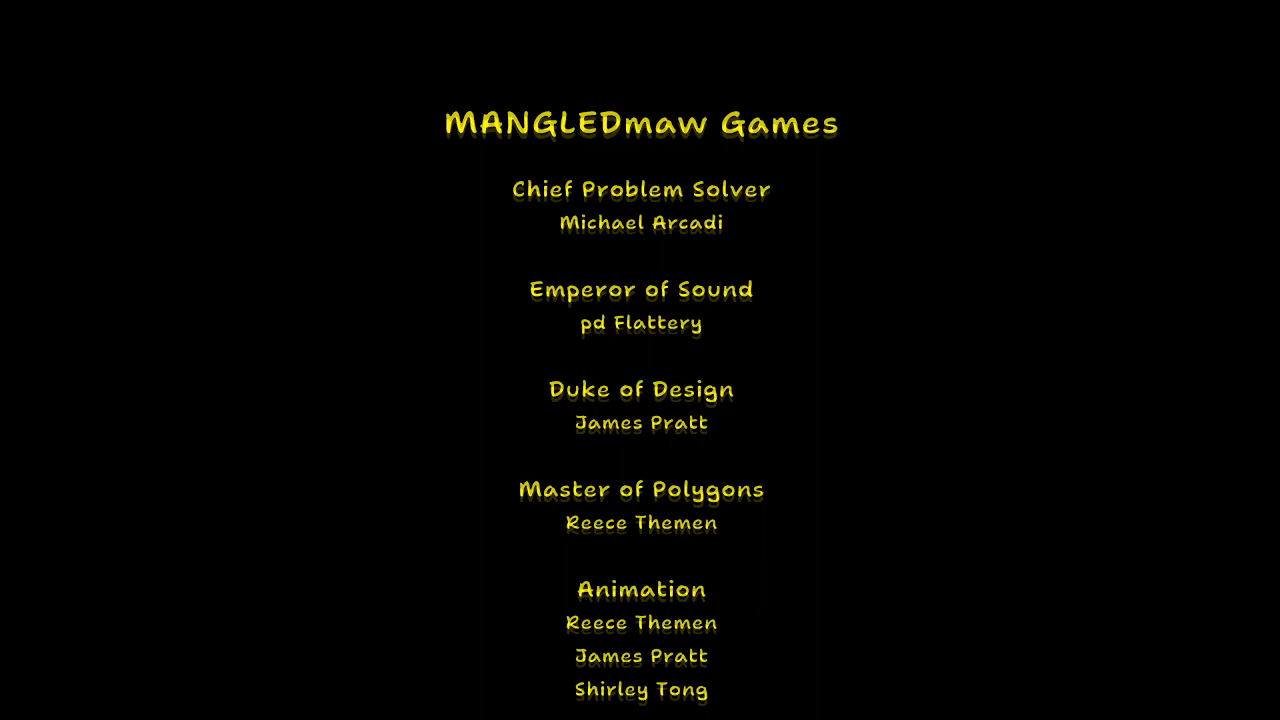 MANGLEDmaw Games
Chief Problem Solver
Michael Arcadi
Emperor of Sound
pd Flattery
Duke of Design
James Pratt
Master of Polygons
Reece Themen
Animation
Reece Themen
James Pratt
Shirley Tong